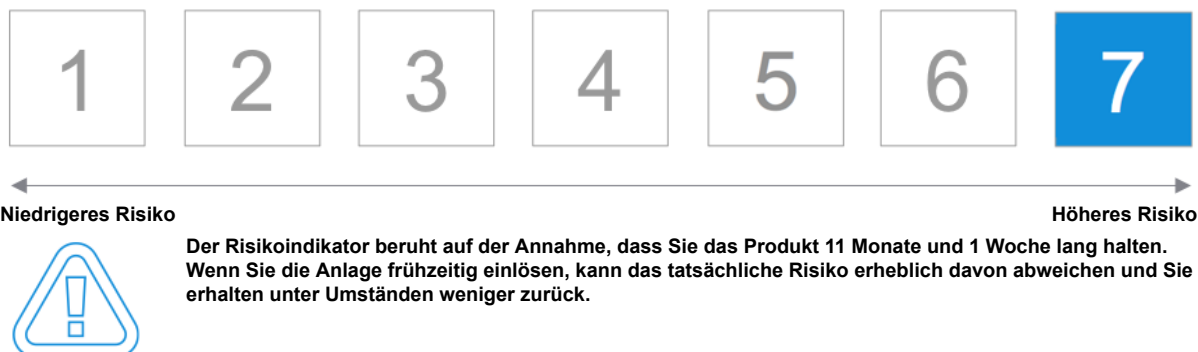 1 2 3 4 5 6 7
Niedrigeres Risiko Höheres Risiko
Der Risikoindikator beruht auf der Annahme, dass Sie das Produkt 11 Monate und 1 Woche lang halten.
Wenn Sie die Anlage frühzeitig einlösen, kann das tatsächliche Risiko erheblich davon abweichen und Sie
erhalten unter Umständen weniger zurück.